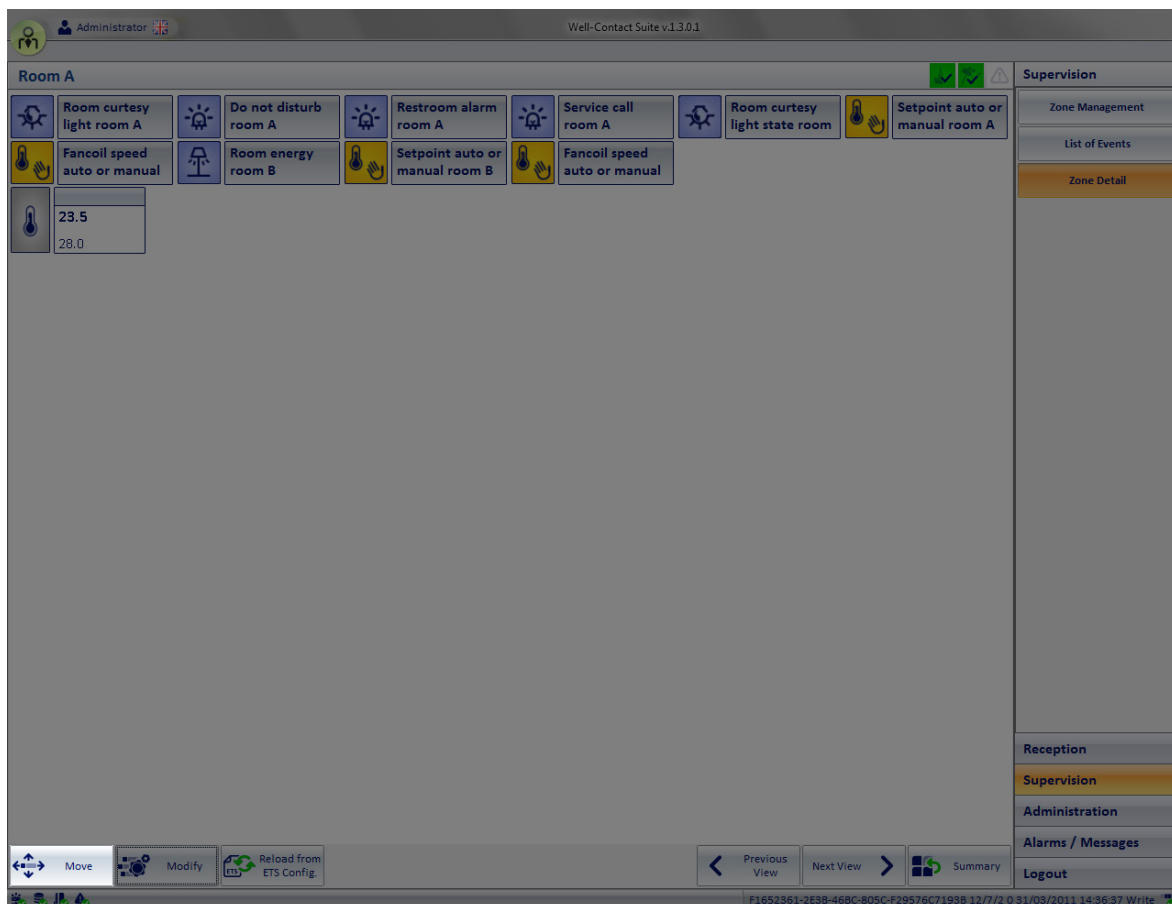 Administrator
Well-Contact Suite v.1.3.0.1
Room A
Room curtesy
light room A
Do not disturb
room A
Restroom alarm
room A
Service call
room A
Room curtesy
light state room
Setpoint auto or
manual room A
Fancoil speed
auto or manual
Room energy
room B
Setpoint auto or
manual room B
Fancoil speed
auto or manual
23.5
28.0
Supervision
Zone Management
List of Events
Zone Detail
Reception
Supervision
Administration
Alarms / Messages
Logout
Move
Modify
ETS
Reload from
ETS Config.
Previous
View
Next View
Summary
F1652361-2E3B-46BC-805C-F29576C7193B 12/7/2 0 31/03/2011 14:36:37 Write